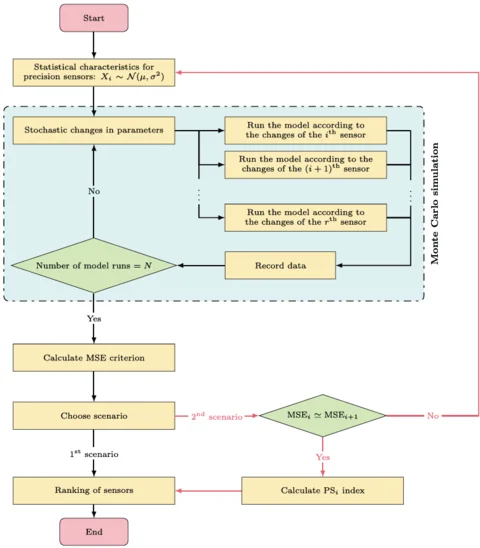 Start
Statistical characteristics for
precision sensors: Xᵢ ∼ N(μ, σ²)
Stochastic changes in parameters
Run the model according to
the changes of the iᵗʰ sensor
Run the model according to the
changes of the (i + 1)ᵗʰ sensor
Run the model according to
the changes of the rᵗʰ sensor
Monte Carlo simulation
No
Number of model runs = N
Record data
Yes
Calculate MSE criterion
Choose scenario
2ⁿᵈ scenario
MSEᵢ ≃ MSEᵢ₊₁
No
1ˢᵗ scenario
Yes
Ranking of sensors
Calculate PSᵢ index
End